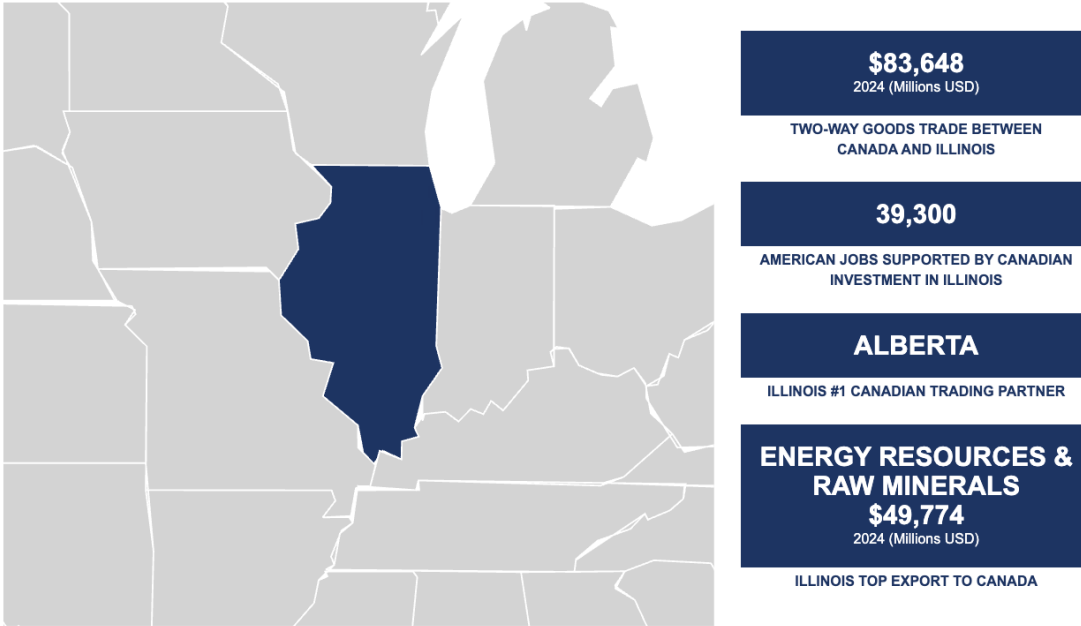 $83,648
2024 (Millions USD)
TWO-WAY GOODS TRADE BETWEEN
CANADA AND ILLINOIS
39,300
AMERICAN JOBS SUPPORTED BY CANADIAN
INVESTMENT IN ILLINOIS
ALBERTA
ILLINOIS #1 CANADIAN TRADING PARTNER
ENERGY RESOURCES &
RAW MINERALS
$49,774
2024 (Millions USD)
ILLINOIS TOP EXPORT TO CANADA